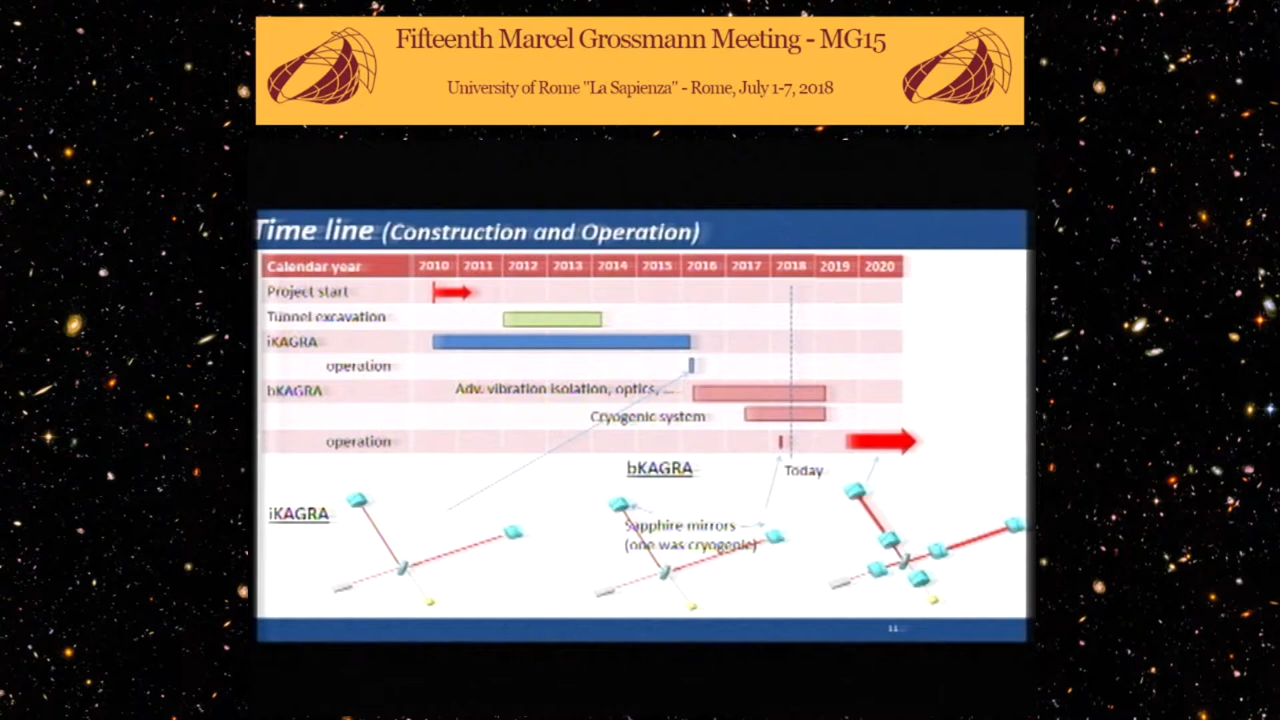 Fifteenth Marcel Grossmann Meeting - MG15
University of Rome "La Sapienza" - Rome, July 1-7, 2018
Time line (Construction and Operation)
Calendar year 2010 2011 2012 2013 2014 2015 2016 2017 2018 2019 2020
Project start
Tunnel excavation
iKAGRA
operation
bKAGRA Adv. vibration isolation, optics, ...
Cryogenic system
operation
bKAGRA Today
iKAGRA
Sapphire mirrors
(one was cryogenic)
11